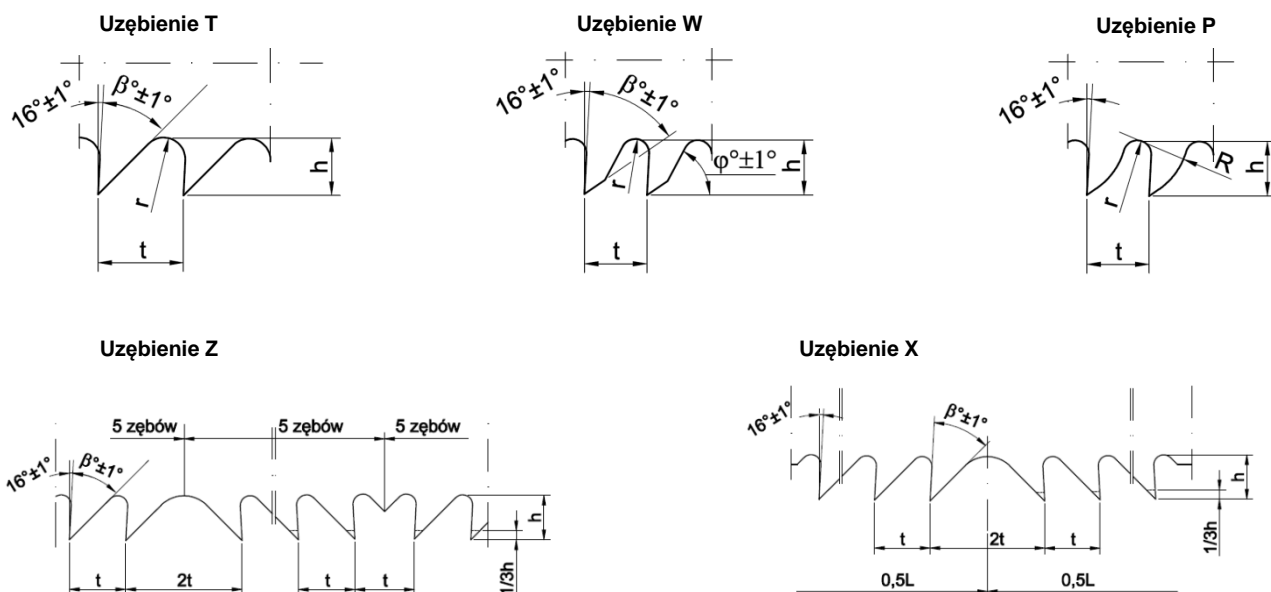 Uzębienie T
16°±1°
β°±1°
r
h
t
Uzębienie W
16°±1°
β°±1°
φ°±1°
r
h
t
Uzębienie P
16°±1°
r
R
h
t
Uzębienie Z
5 zębów
5 zębów
5 zębów
16°±1°
β°±1°
h
1/3h
t
2t
t
t
Uzębienie X
16°±1°
β°±1°
h
1/3h
t
2t
t
0,5L
0,5L